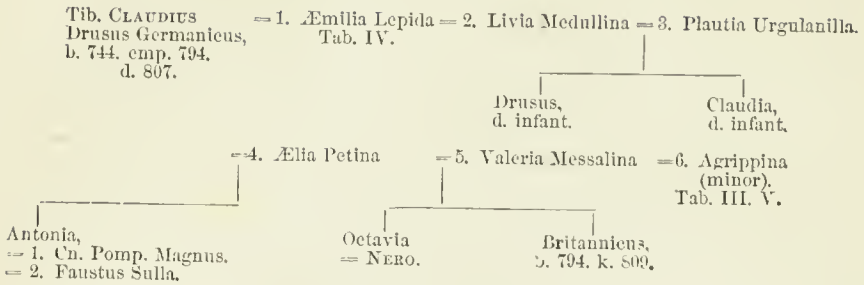 Tib. CLAUDIUS = 1. Æmilia Lepida = 2. Livia Medullina = 3. Plautia Urgulanilla.
Drusus Germanicus, Tab. IV.
b. 744. emp. 794.
d. 807.
Drusus, Claudia,
d. infant. d. infant.
=4. Ælia Petina =5. Valeria Messalina =6. Agrippina
(minor).
Tab. III. V.
Antonia, Octavia Britannicus,
= 1. Cn. Pomp. Magnus. = NERO. b. 794. k. 809.
= 2. Faustus Sulla.